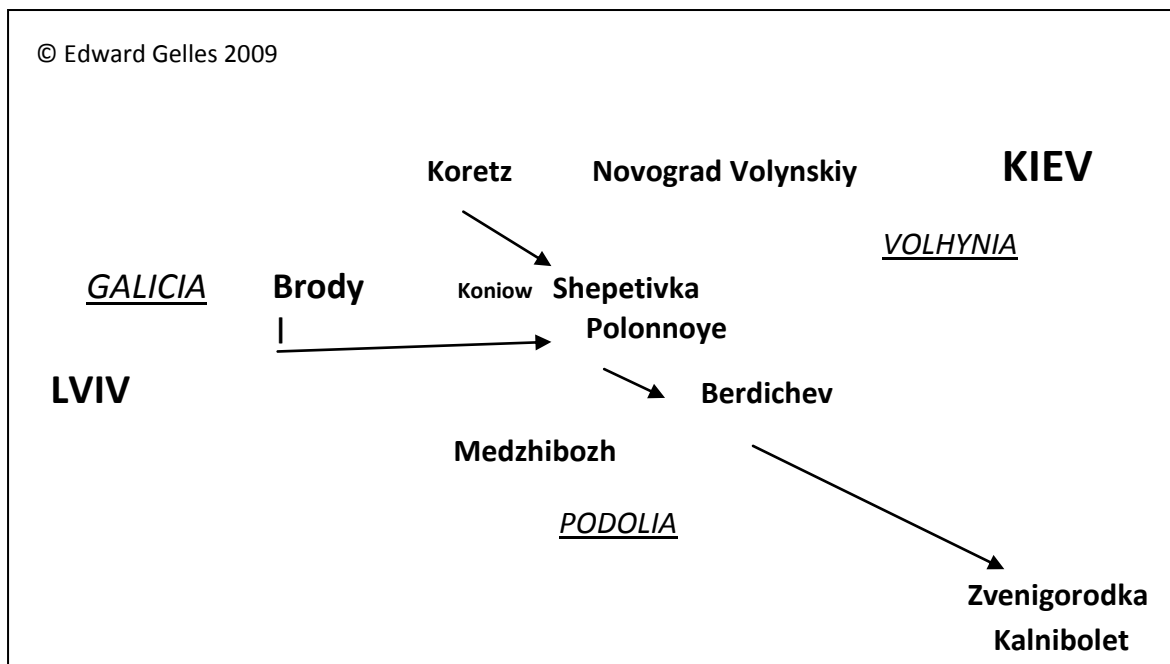 © Edward Gelles 2009
Koretz Novograd Volynskiy KIEV
VOLHYNIA
GALICIA Brody Koniow Shepetivka
Polonnoye
LVIV Berdichev
Medzhibozh
PODOLIA
Zvenigorodka
Kalnibolet